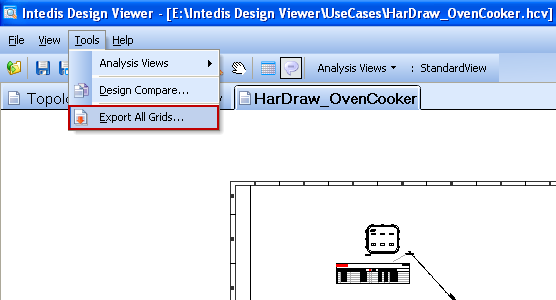 Intedis Design Viewer - [E:\Intedis Design Viewer\UseCases\HarDraw_OvenCooker.hcv]
File View Tools Help
Analysis Views
Analysis Views : StandardView
Design Compare...
HarDraw_OvenCooker
Export All Grids...